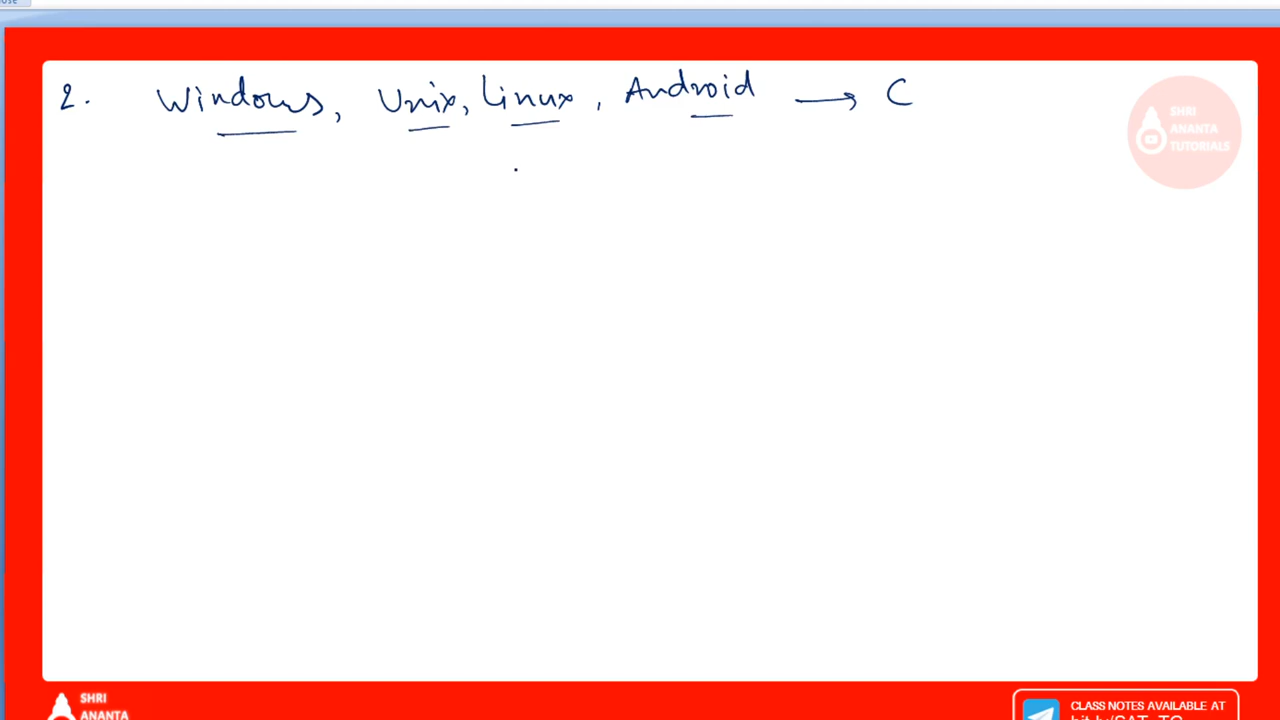 2. Windows, Unix, Linux, Android → C
SHRI
ANANTA
TUTORIALS
SHRI
ANANTA
CLASS NOTES AVAILABLE AT